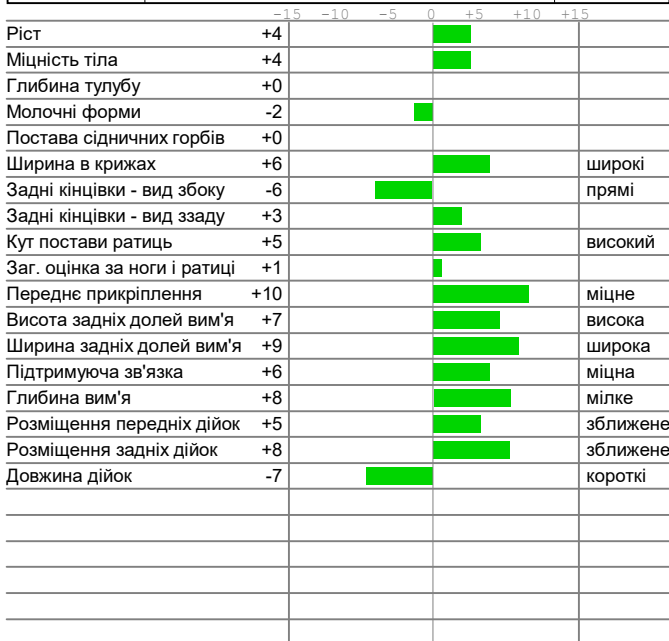 -15 -10 -5 0 +5 +10 +15
Ріст +4
Міцність тіла +4
Глибина тулубу +0
Молочні форми -2
Постава сідничних горбів +0
Ширина в крижах +6 широкі
Задні кінцівки - вид збоку -6 прямі
Задні кінцівки - вид ззаду +3
Кут постави ратиць +5 високий
Заг. оцінка за ноги і ратиці +1
Переднє прикріплення +10 міцне
Висота задніх долей вим'я +7 висока
Ширина задніх долей вим'я +9 широка
Підтримуюча зв'язка +6 міцна
Глибина вим'я +8 мілке
Розміщення передніх дійок +5 зближене
Розміщення задніх дійок +8 зближене
Довжина дійок -7 короткі